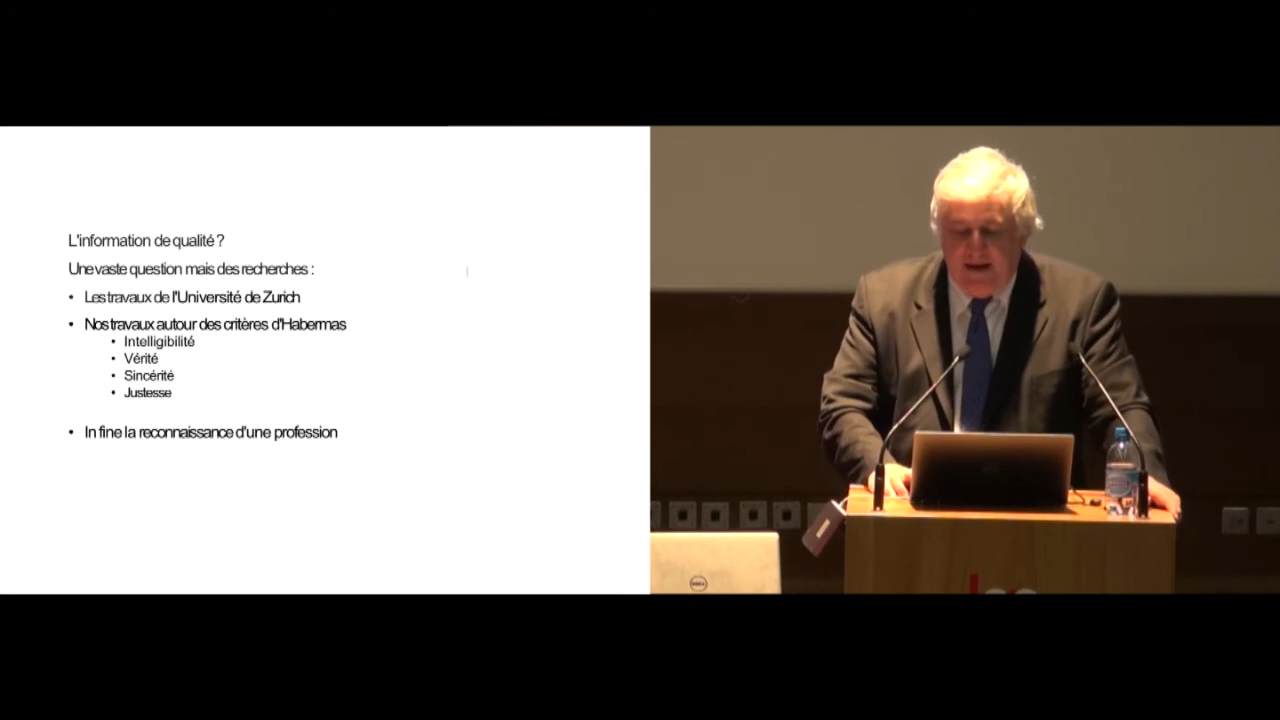 L'information de qualité ?
Une vaste question mais des recherches :
• Les travaux de l'Université de Zurich
• Nos travaux autour des critères d'Habermas
• Intelligibilité
• Vérité
• Sincérité
• Justesse
• In fine la reconnaissance d'une profession
DELL